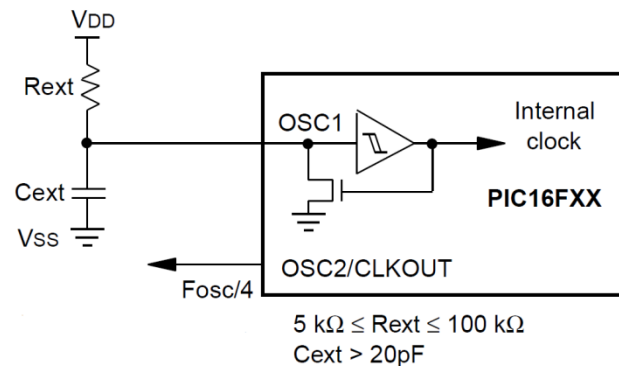 VDD
Rext
OSC1
Internal
clock
Cext
PIC16FXX
VSS
OSC2/CLKOUT
Fosc/4
5 kΩ ≤ Rext ≤ 100 kΩ
Cext > 20pF